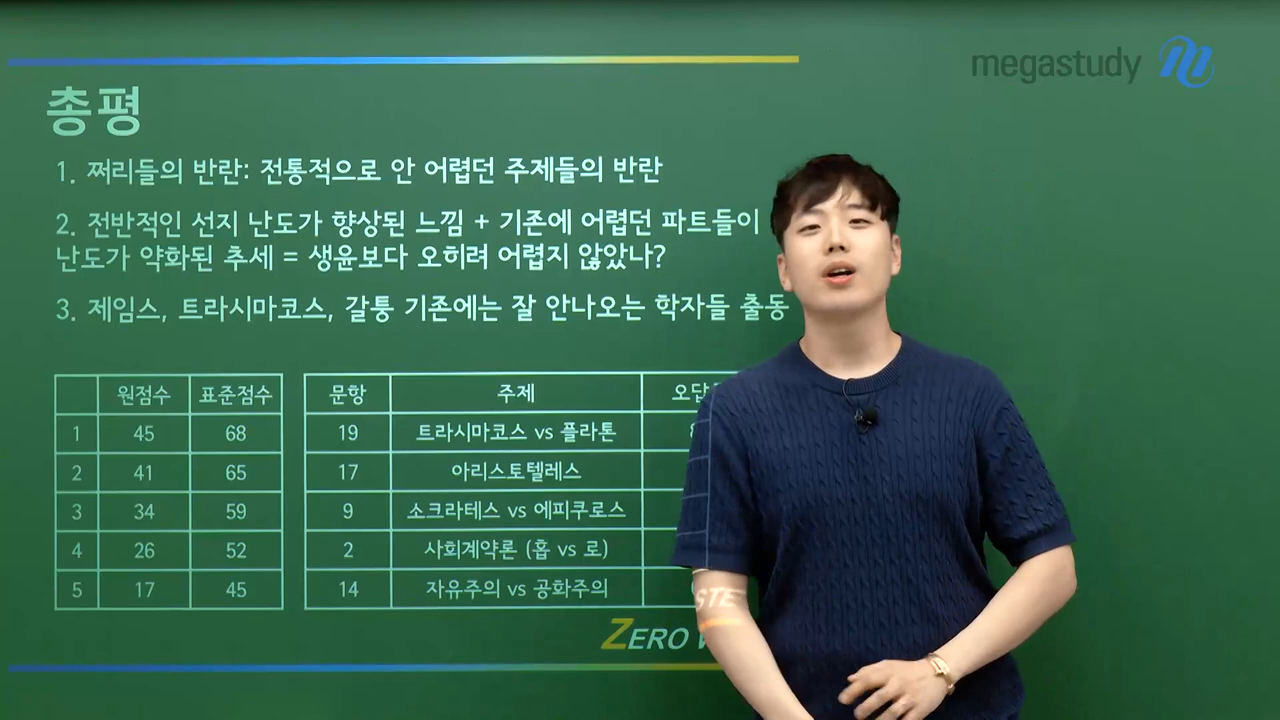 megastudy
총평
1. 쩌리들의 반란: 전통적으로 안 어렵던 주제들의 반란
2. 전반적인 선지 난도가 향상된 느낌 + 기존에 어렵던 파트들이
난도가 약화된 추세 = 생윤보다 오히려 어렵지 않았나?
3. 제임스, 트라시마코스, 갈퉁 기존에는 잘 안나오는 학자들 출동
원점수 표준점수
1 45 68
2 41 65
3 34 59
4 26 52
5 17 45
문항 주제
19 트라시마코스 vs 플라톤
17 아리스토텔레스
9 소크라테스 vs 에피쿠로스
2 사회계약론 (홉 vs 로)
14 자유주의 vs 공화주의
ZERO